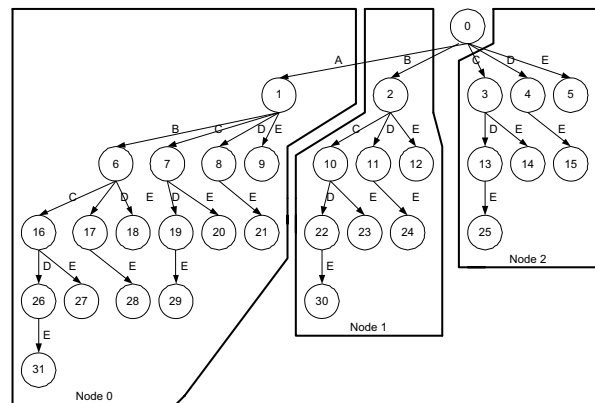 0
A B C D E
1 2 3 4 5
B C D E C D E D E E
6 7 8 9 10 11 12 13 14 15
C D E D E E D E E E
16 17 18 19 20 21 22 23 24 25
Node 2
D E E E E
26 27 28 29 30
Node 1
E
31
Node 0